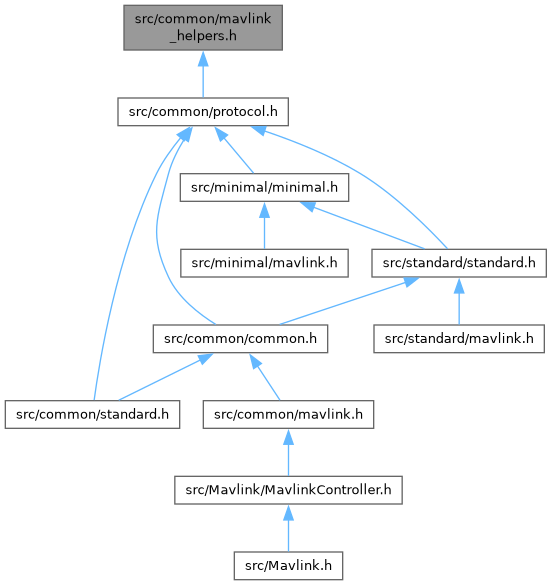 src/common/mavlink
_helpers.h
src/common/protocol.h
src/minimal/minimal.h
src/minimal/mavlink.h
src/standard/standard.h
src/common/common.h
src/standard/mavlink.h
src/common/standard.h
src/common/mavlink.h
src/Mavlink/MavlinkController.h
src/Mavlink.h